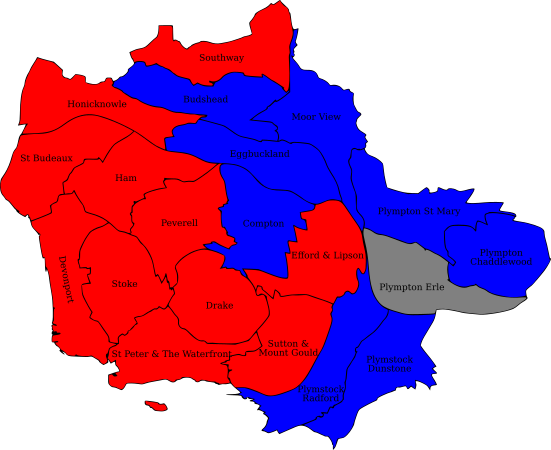 Southway
Budshead
Honicknowle
Moor View
Eggbuckland
St Budeaux
Ham
Plympton St Mary
Peverell
Compton
Efford & Lipson
Plympton
Chaddlewood
Devonport
Stoke
Plympton Erle
Drake
Sutton &
Mount Gould
St Peter & The Waterfront
Plymstock
Dunstone
Plymstock
Radford